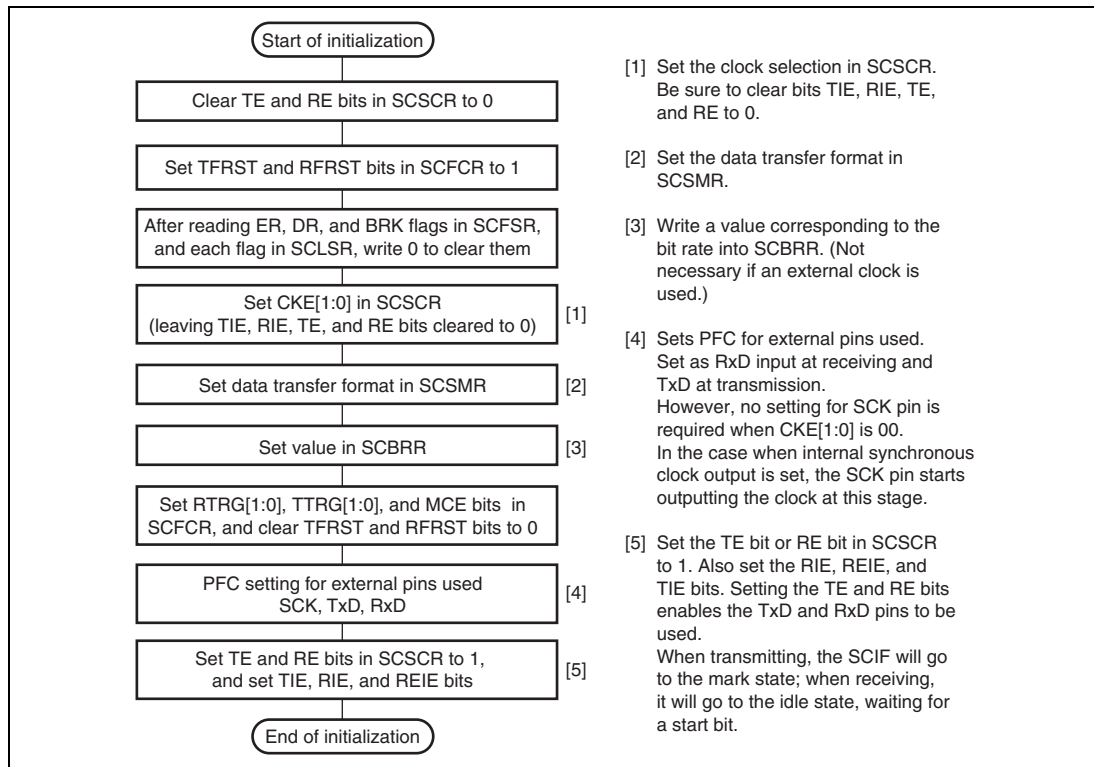 Start of initialization
Clear TE and RE bits in SCSCR to 0
Set TFRST and RFRST bits in SCFCR to 1
After reading ER, DR, and BRK flags in SCFSR,
and each flag in SCLSR, write 0 to clear them
Set CKE[1:0] in SCSCR
(leaving TIE, RIE, TE, and RE bits cleared to 0)
[1]
Set data transfer format in SCSMR
[2]
Set value in SCBRR
[3]
Set RTRG[1:0], TTRG[1:0], and MCE bits in
SCFCR, and clear TFRST and RFRST bits to 0
PFC setting for external pins used
SCK, TxD, RxD
[4]
Set TE and RE bits in SCSCR to 1,
and set TIE, RIE, and REIE bits
[5]
End of initialization
[1] Set the clock selection in SCSCR.
Be sure to clear bits TIE, RIE, TE,
and RE to 0.
[2] Set the data transfer format in
SCSMR.
[3] Write a value corresponding to the
bit rate into SCBRR. (Not
necessary if an external clock is
used.)
[4] Sets PFC for external pins used.
Set as RxD input at receiving and
TxD at transmission.
However, no setting for SCK pin is
required when CKE[1:0] is 00.
In the case when internal synchronous
clock output is set, the SCK pin starts
outputting the clock at this stage.
[5] Set the TE bit or RE bit in SCSCR
to 1. Also set the RIE, REIE, and
TIE bits. Setting the TE and RE bits
enables the TxD and RxD pins to be
used.
When transmitting, the SCIF will go
to the mark state; when receiving,
it will go to the idle state, waiting for
a start bit.